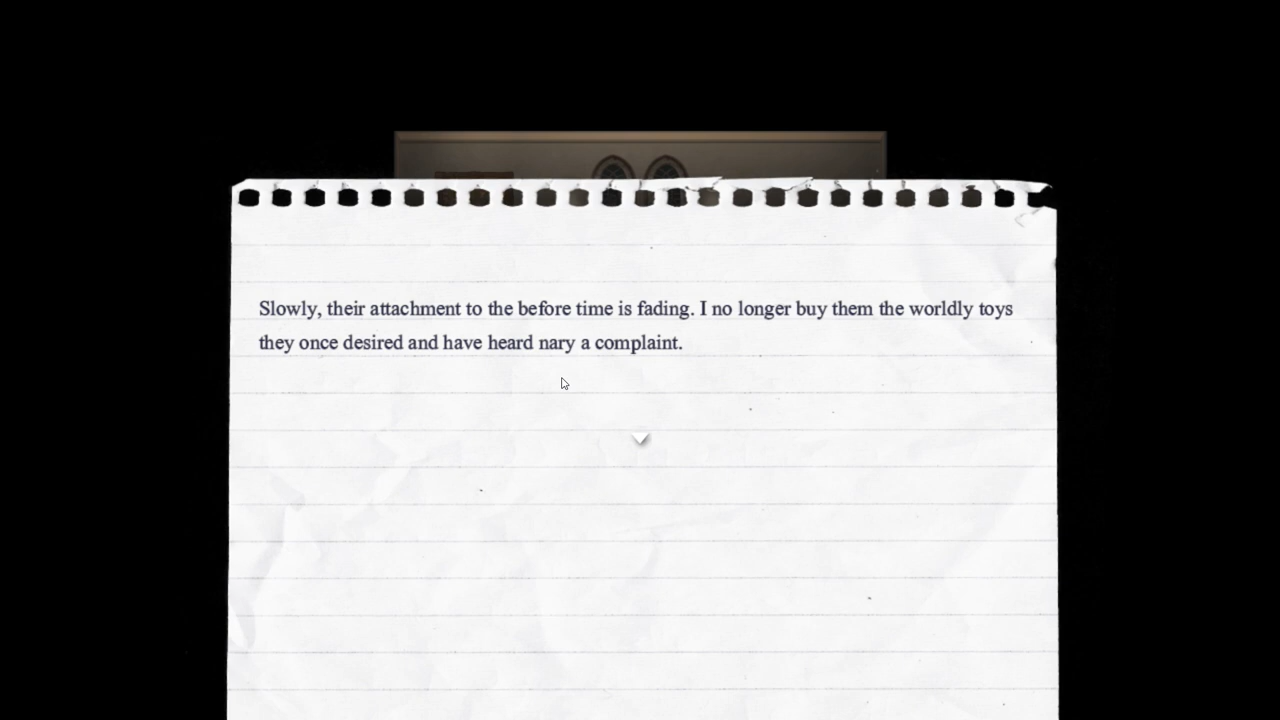 Slowly, their attachment to the before time is fading. I no longer buy them the worldly toys
they once desired and have heard nary a complaint.